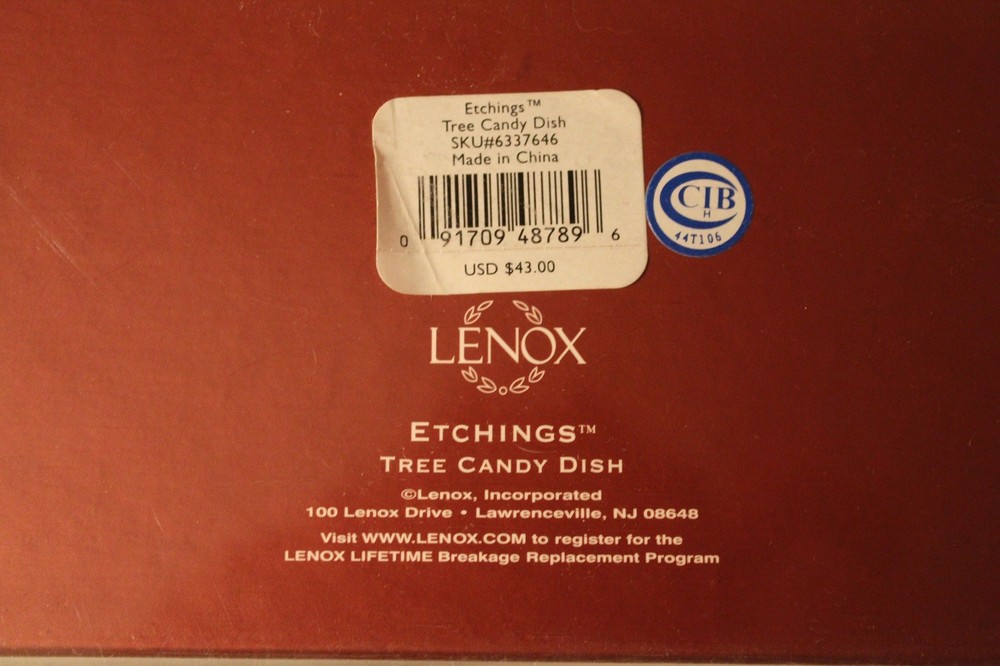 Etchings™
Tree Candy Dish
SKU#6337646
Made in China
0 91709 48789 6
USD $43.00
CIB
H
44T106
LENOX
ETCHINGS™
TREE CANDY DISH
©Lenox, Incorporated
100 Lenox Drive • Lawrenceville, NJ 08648
Visit WWW.LENOX.COM to register for the
LENOX LIFETIME Breakage Replacement Program